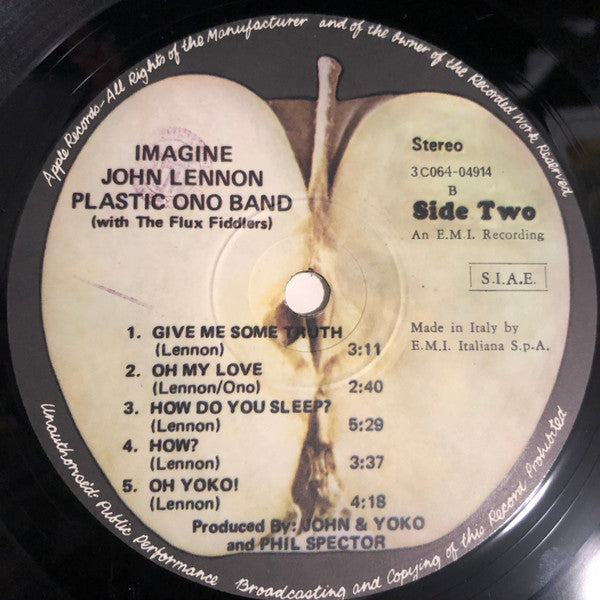 Apple Records - All Rights of the Manufacturer and of the Owner of the Recorded Work Reserved
IMAGINE
JOHN LENNON
PLASTIC ONO BAND
(with The Flux Fiddlers)
Stereo
3C064-04914
B
Side Two
An E.M.I. Recording
S.I.A.E.
Made in Italy by
E.M.I. Italiana S.p.A.
1. GIVE ME SOME TRUTH
(Lennon) 3:11
2. OH MY LOVE
(Lennon/Ono) 2:40
3. HOW DO YOU SLEEP?
(Lennon) 5:29
4. HOW?
(Lennon) 3:37
5. OH YOKO!
(Lennon) 4:18
Produced By: JOHN & YOKO
and PHIL SPECTOR
Unauthorised Public Performance Broadcasting and Copying of this Record Prohibited